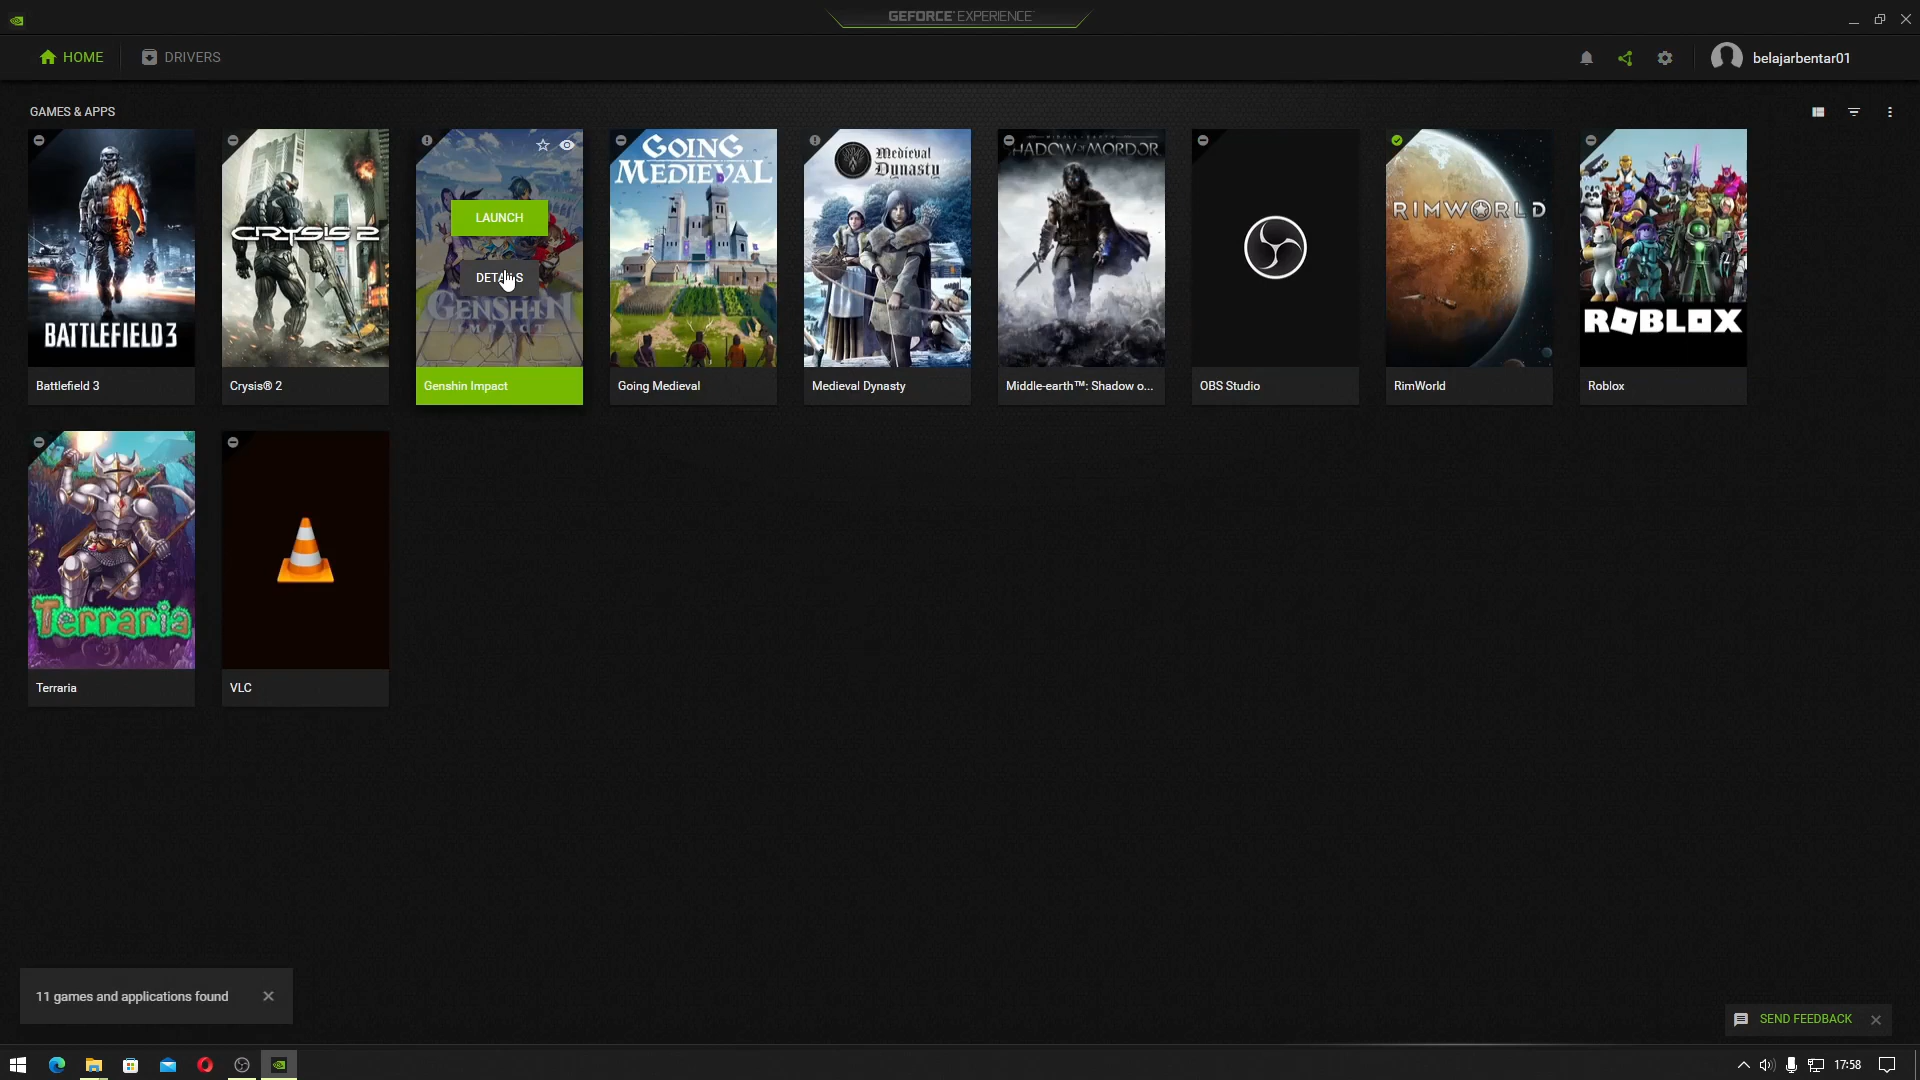 GEFORCE EXPERIENCE
HOME
DRIVERS
belajarbentar01
GAMES & APPS
BATTLEFIELD 3
CRYSIS 2
LAUNCH
DETAILS
GENSHIN
IMPACT
GOING
MEDIEVAL
Medieval
Dynasty
SHADOW OF MORDOR
RIMWORLD
ROBLOX
Battlefield 3
Crysis® 2
Genshin Impact
Going Medieval
Medieval Dynasty
Middle-earth™: Shadow o...
OBS Studio
RimWorld
Roblox
Terraria
Terraria
VLC
11 games and applications found
SEND FEEDBACK
17:58